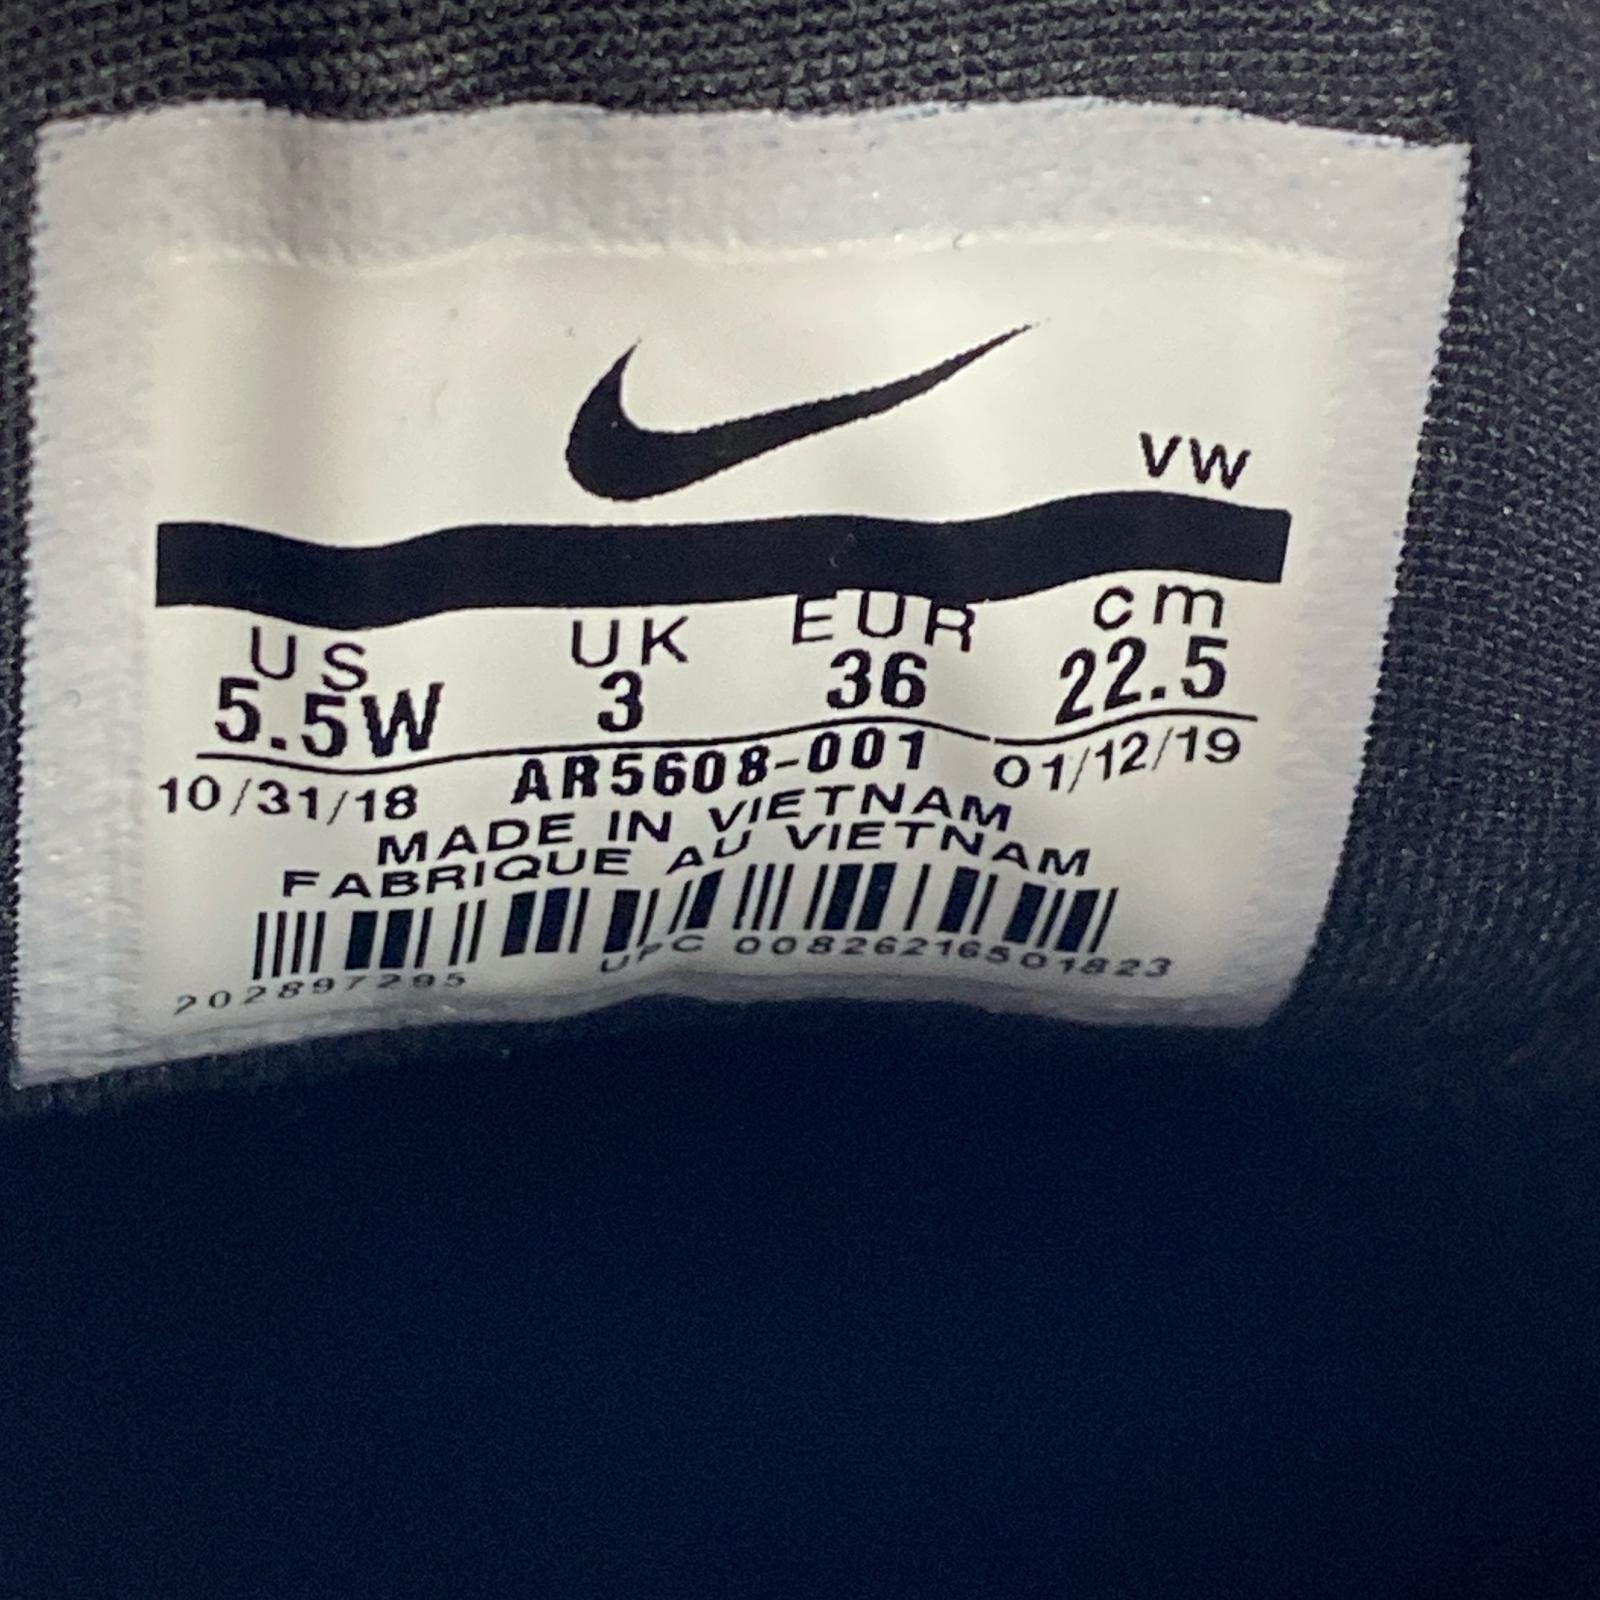 VW
US UK EUR cm
5.5W 3 36 22.5
10/31/18 AR5608-001 01/12/19
MADE IN VIETNAM
FABRIQUE AU VIETNAM
202897295 UPC 00826216501823